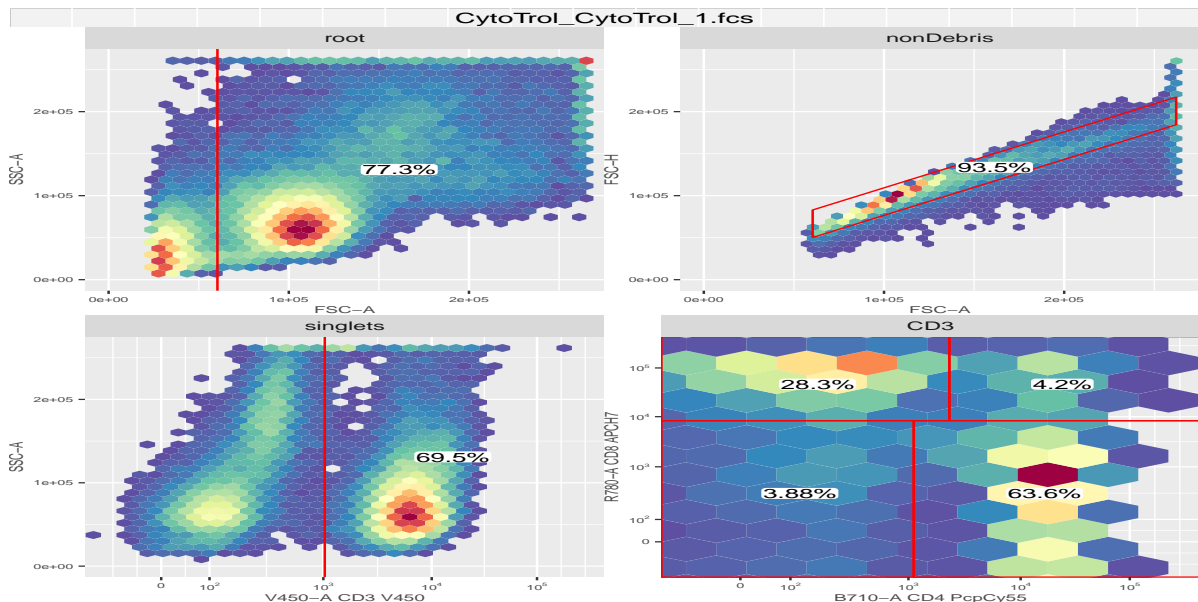 CytoTrol_CytoTrol_1.fcs
root
nonDebris
SSC−A
2e+05
1e+05
0e+00
77.3%
0e+00
1e+05
2e+05
FSC−A
FSC−H
2e+05
1e+05
0e+00
93.5%
0e+00
1e+05
2e+05
FSC−A
singlets
CD3
SSC−A
2e+05
1e+05
0e+00
69.5%
0
10²
10³
10⁴
10⁵
V450−A CD3 V450
R780−A CD8 APCH7
10⁵
10⁴
10³
10²
0
28.3%
4.2%
3.88%
63.6%
0
10²
10³
10⁴
10⁵
B710−A CD4 PcpCy55